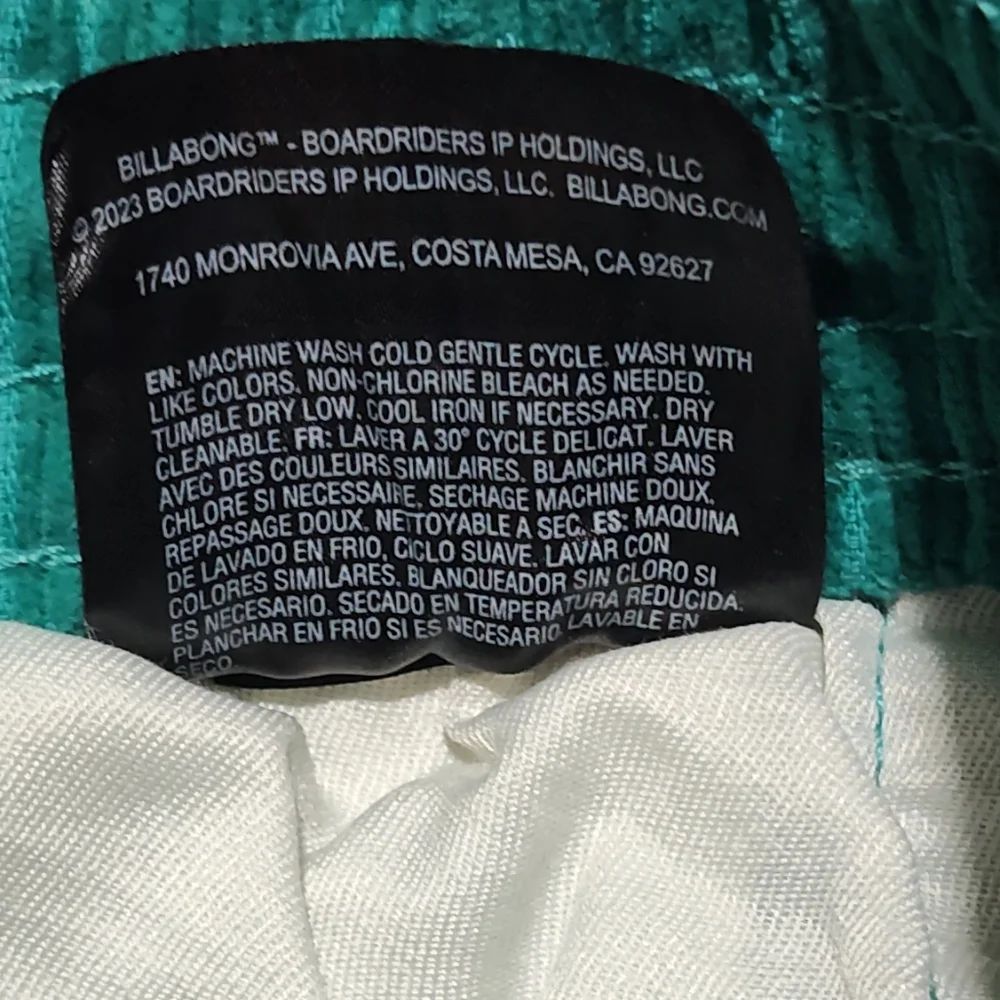 BILLABONG™ - BOARDRIDERS IP HOLDINGS, LLC
© 2023 BOARDRIDERS IP HOLDINGS, LLC. BILLABONG.COM
1740 MONROVIA AVE, COSTA MESA, CA 92627
EN: MACHINE WASH COLD GENTLE CYCLE. WASH WITH
LIKE COLORS. NON-CHLORINE BLEACH AS NEEDED.
TUMBLE DRY LOW. COOL IRON IF NECESSARY. DRY
CLEANABLE. FR: LAVER A 30° CYCLE DELICAT. LAVER
AVEC DES COULEURS SIMILAIRES. BLANCHIR SANS
CHLORE SI NECESSAIRE. SECHAGE MACHINE DOUX.
REPASSAGE DOUX. NETTOYABLE A SEC. ES: MAQUINA
DE LAVADO EN FRIO, CICLO SUAVE. LAVAR CON
COLORES SIMILARES. BLANQUEADOR SIN CLORO SI
ES NECESARIO. SECADO EN TEMPERATURA REDUCIDA.
PLANCHAR EN FRIO SI ES NECESARIO. LAVABLE EN
SECO